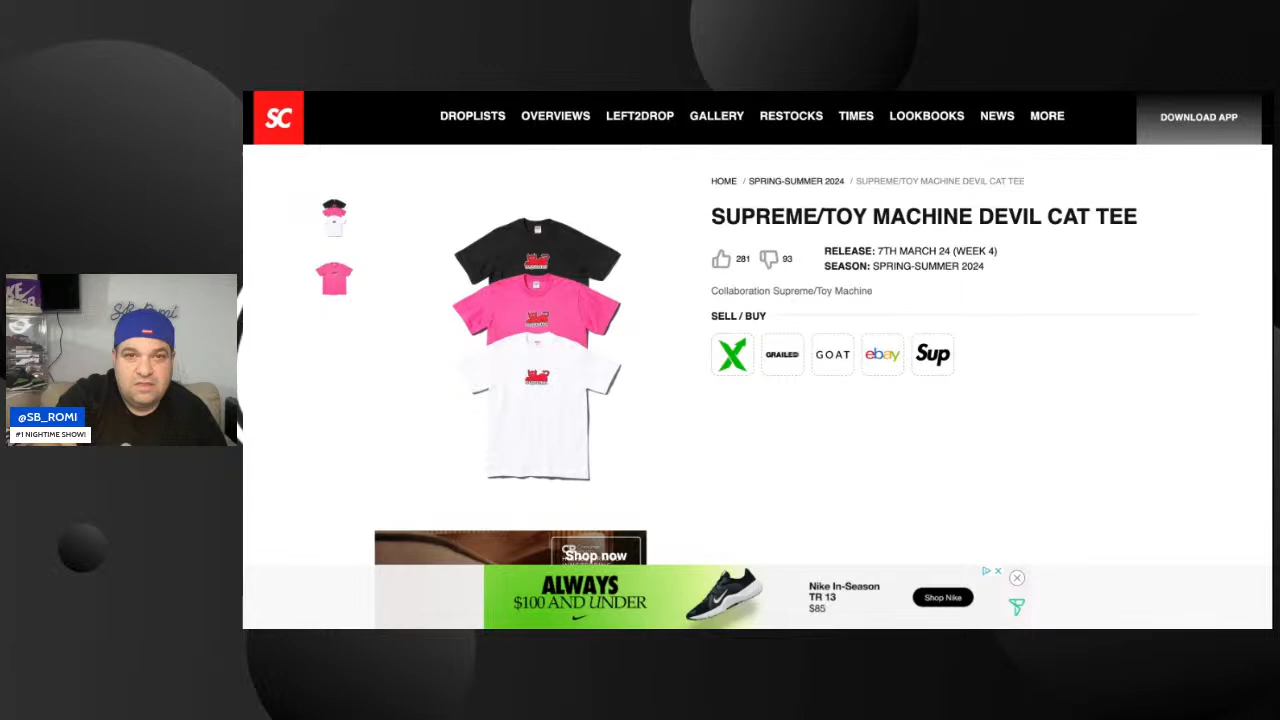 SC
DROPLISTS OVERVIEWS LEFT2DROP GALLERY RESTOCKS TIMES LOOKBOOKS NEWS MORE
DOWNLOAD APP
HOME / SPRING-SUMMER 2024 / SUPREME/TOY MACHINE DEVIL CAT TEE
SUPREME/TOY MACHINE DEVIL CAT TEE
281 93
RELEASE: 7TH MARCH 24 (WEEK 4)
SEASON: SPRING-SUMMER 2024
Collaboration Supreme/Toy Machine
SELL / BUY
X GRAILED GOAT ebay Sup
SB Romi
@SB_ROMI
#1 NIGHTIME SHOW!
Shop now
ALWAYS
$100 AND UNDER
Nike In-Season
TR 13
$85
Shop Nike